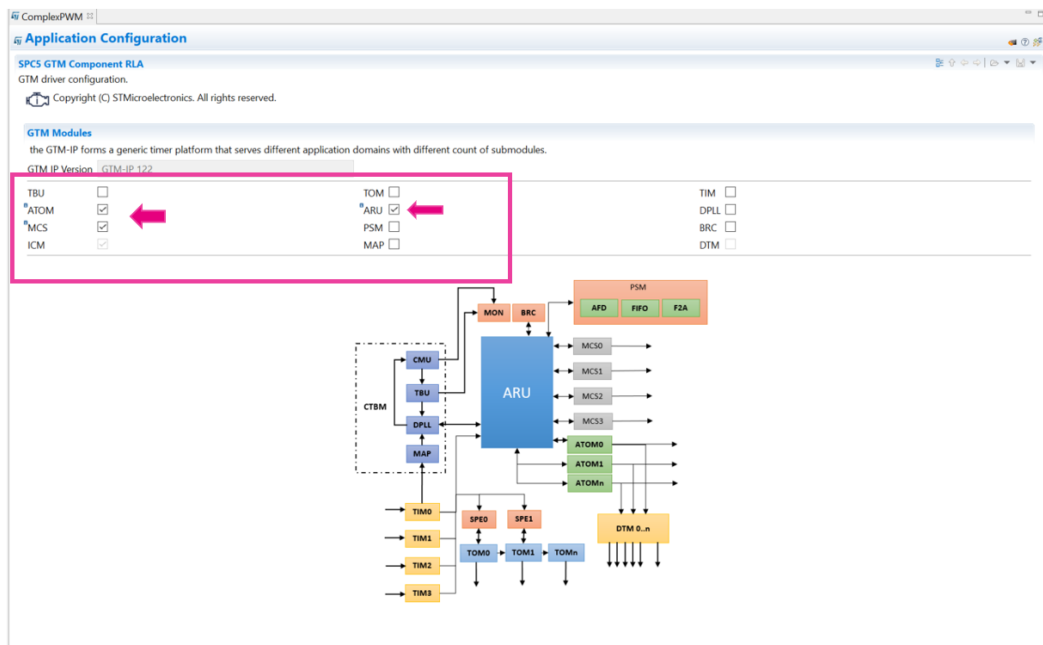 ComplexPWM
Application Configuration
SPC5 GTM Component RLA
GTM driver configuration.
Copyright (C) STMicroelectronics. All rights reserved.
GTM Modules
the GTM-IP forms a generic timer platform that serves different application domains with different count of submodules.
GTM IP Version GTM-IP 122
TBU TOM TIM
ATOM ARU DPLL
MCS PSM BRC
ICM MAP DTM
PSM
MON BRC AFD FIFO F2A
MCS0
CMU
MCS1
TBU ARU MCS2
CTBM
DPLL MCS3
ATOM0
MAP
ATOM1
ATOMn
TIM0
SPE0 SPE1
DTM 0..n
TIM1
TOM0 TOM1 TOMn
TIM2
TIM3